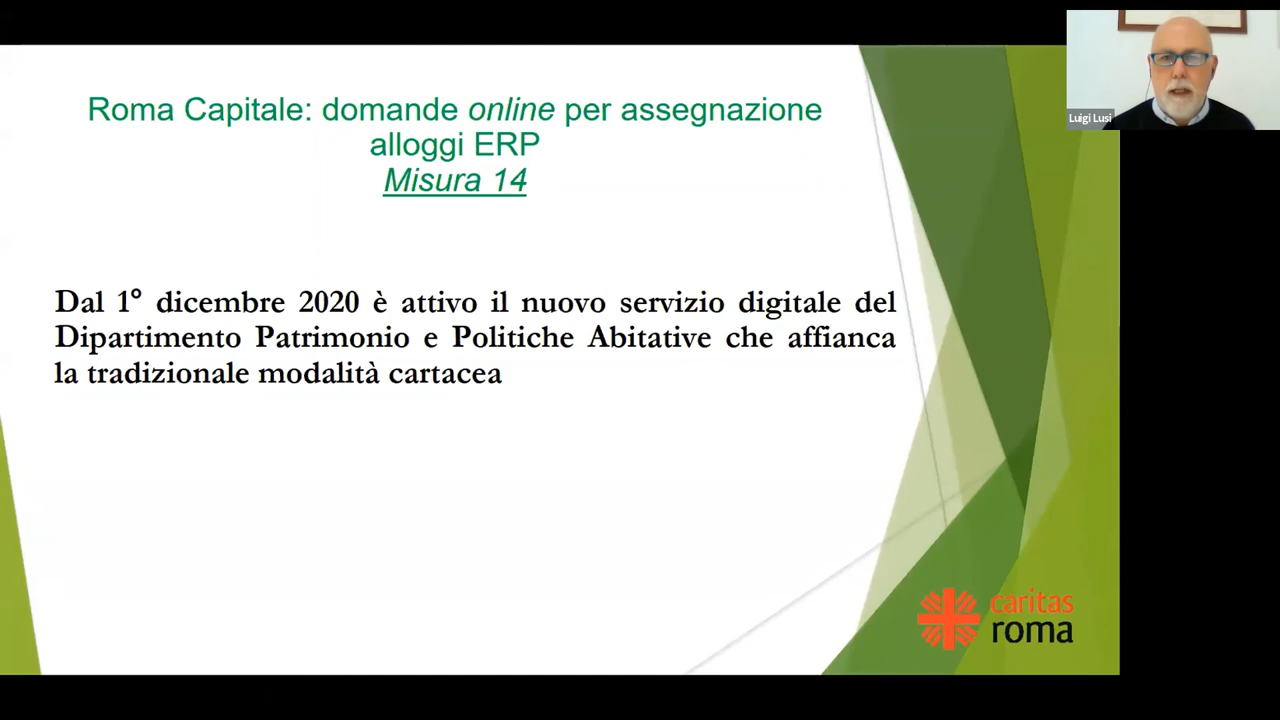 Roma Capitale: domande online per assegnazione
alloggi ERP
Misura 14
Dal 1° dicembre 2020 è attivo il nuovo servizio digitale del
Dipartimento Patrimonio e Politiche Abitative che affianca
la tradizionale modalità cartacea
caritas
roma
Luigi Lusi